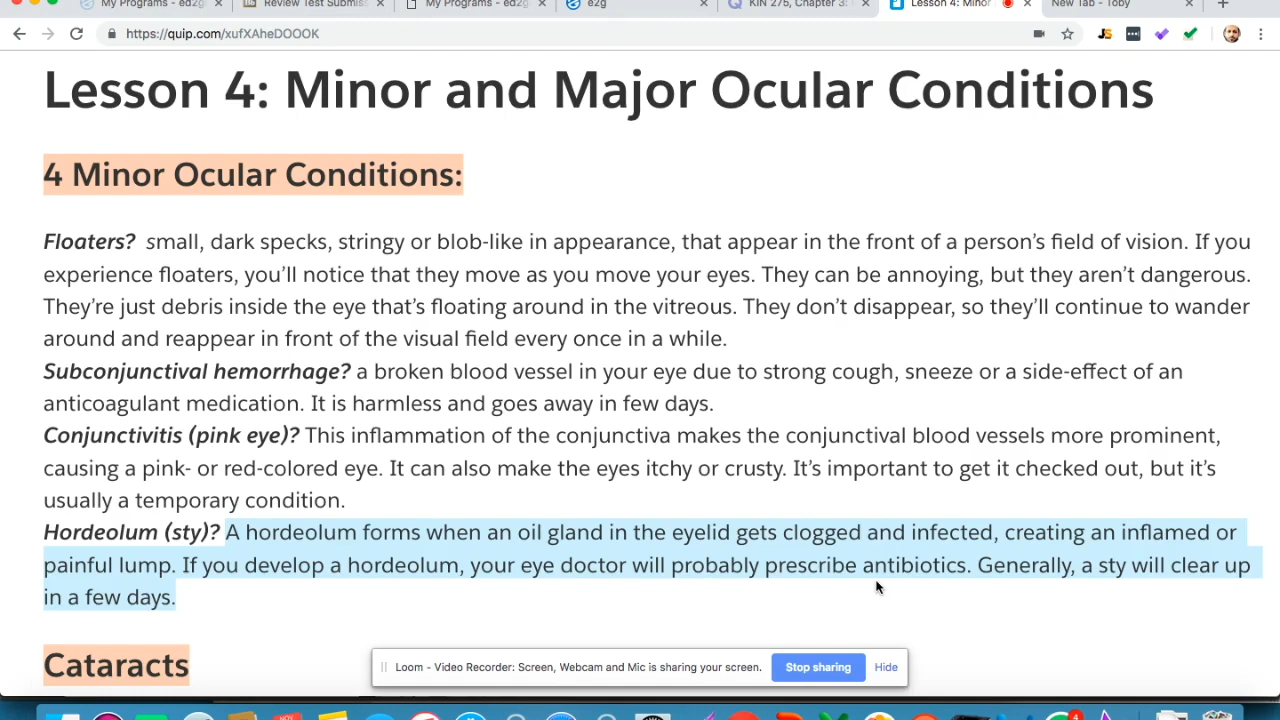 My Programs - ed2g
Review Test Submiss
My Programs - ed2g
e2g
KIN 275, Chapter 3:
Lesson 4: Minor
New Tab - Toby
https://quip.com/xufXAheDOOOK
JS
Lesson 4: Minor and Major Ocular Conditions
4 Minor Ocular Conditions:
Floaters? small, dark specks, stringy or blob-like in appearance, that appear in the front of a person's field of vision. If you
experience floaters, you'll notice that they move as you move your eyes. They can be annoying, but they aren't dangerous.
They're just debris inside the eye that's floating around in the vitreous. They don't disappear, so they'll continue to wander
around and reappear in front of the visual field every once in a while.
Subconjunctival hemorrhage? a broken blood vessel in your eye due to strong cough, sneeze or a side-effect of an
anticoagulant medication. It is harmless and goes away in few days.
Conjunctivitis (pink eye)? This inflammation of the conjunctiva makes the conjunctival blood vessels more prominent,
causing a pink- or red-colored eye. It can also make the eyes itchy or crusty. It's important to get it checked out, but it's
usually a temporary condition.
Hordeolum (sty)? A hordeolum forms when an oil gland in the eyelid gets clogged and infected, creating an inflamed or
painful lump. If you develop a hordeolum, your eye doctor will probably prescribe antibiotics. Generally, a sty will clear up
in a few days.
Cataracts
Loom - Video Recorder: Screen, Webcam and Mic is sharing your screen.
Stop sharing
Hide
NOV
4